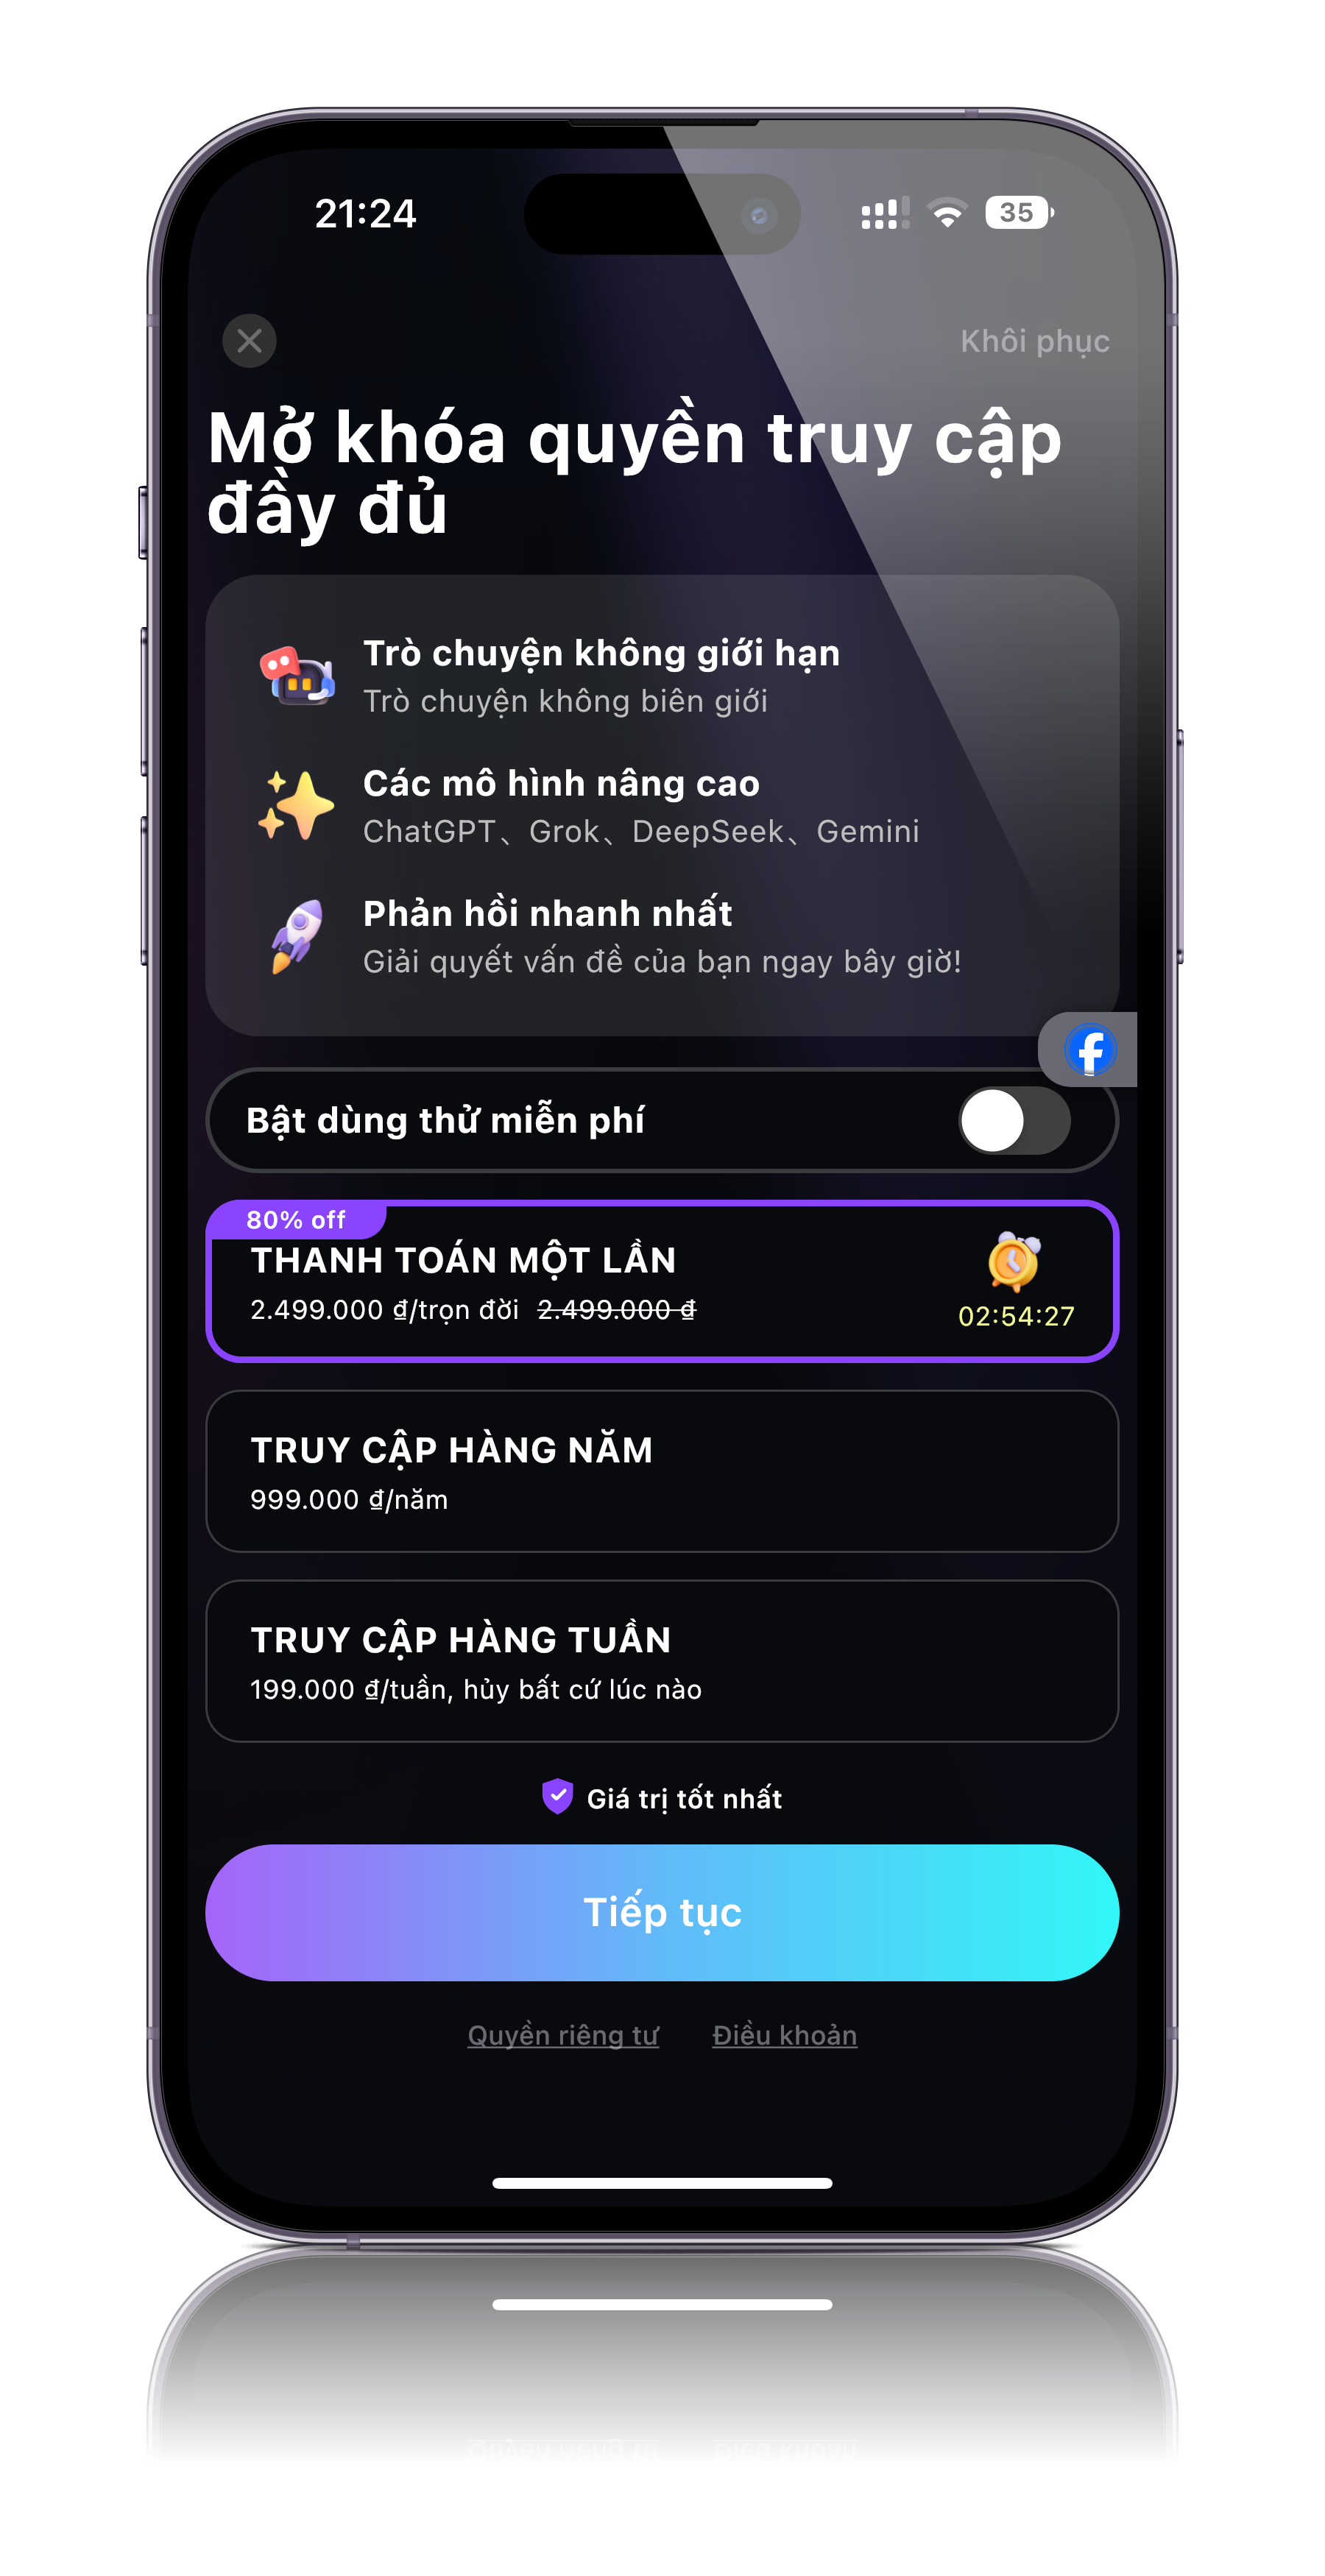 21:24
35
Khôi phục
Mở khóa quyền truy cập
đầy đủ
Trò chuyện không giới hạn
Trò chuyện không biên giới
Các mô hình nâng cao
ChatGPT、Grok、DeepSeek、Gemini
Phản hồi nhanh nhất
Giải quyết vấn đề của bạn ngay bây giờ!
Bật dùng thử miễn phí
80% off
THANH TOÁN MỘT LẦN
2.499.000 ₫/trọn đời 2.499.000 ₫
02:54:27
TRUY CẬP HÀNG NĂM
999.000 ₫/năm
TRUY CẬP HÀNG TUẦN
199.000 ₫/tuần, hủy bất cứ lúc nào
Giá trị tốt nhất
Tiếp tục
Quyền riêng tư Điều khoản